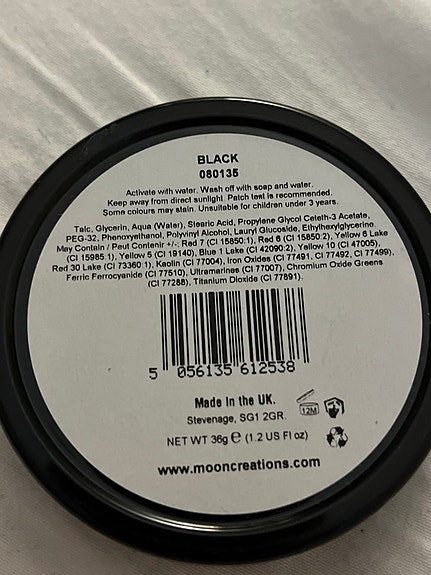 BLACK
080135
Activate with water. Wash off with soap and water.
Keep away from direct sunlight. Patch test is recommended.
Some colours may stain. Unsuitable for children under 3 years.
Talc, Glycerin, Aqua (Water), Stearic Acid, Propylene Glycol Ceteth-3 Acetate,
PEG-32, Phenoxyethanol, Polyvinyl Alcohol, Lauryl Glucoside, Ethylhexylglycerine.
May Contain / Peut Contenir +/-: Red 7 (CI 15850:1), Red 6 (CI 15850:2), Yellow 6 Lake
(CI 15985:1), Yellow 5 (CI 19140), Blue 1 Lake (CI 42090:2), Yellow 10 (CI 47005),
Red 30 Lake (CI 73360:1), Kaolin (CI 77004), Iron Oxides (CI 77491, CI 77492, CI 77499),
Ferric Ferrocyanide (CI 77510), Ultramarines (CI 77007), Chromium Oxide Greens
(CI 77288), Titanium Dioxide (CI 77891).
5 056135 612538
Made in the UK.
Stevenage, SG1 2GR.
12M
NET WT 36g ℮ (1.2 US Fl oz)
www.mooncreations.com